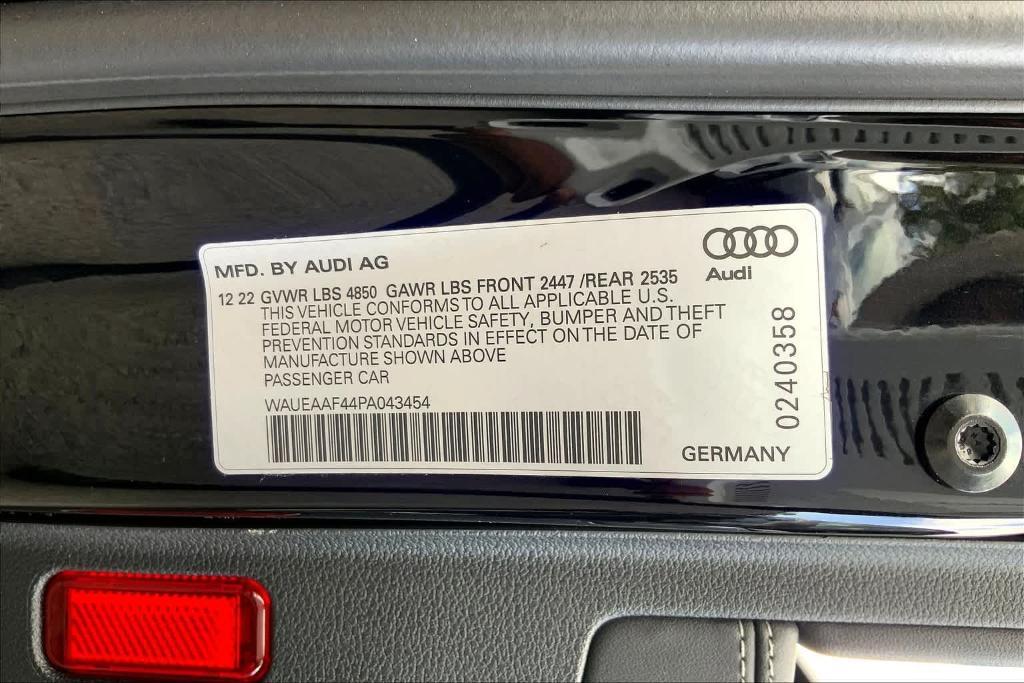 MFD. BY AUDI AG
Audi
12 22 GVWR LBS 4850 GAWR LBS FRONT 2447 /REAR 2535
THIS VEHICLE CONFORMS TO ALL APPLICABLE U.S.
FEDERAL MOTOR VEHICLE SAFETY, BUMPER AND THEFT
PREVENTION STANDARDS IN EFFECT ON THE DATE OF
MANUFACTURE SHOWN ABOVE
PASSENGER CAR
WAUEAAF44PA043454
GERMANY
0240358